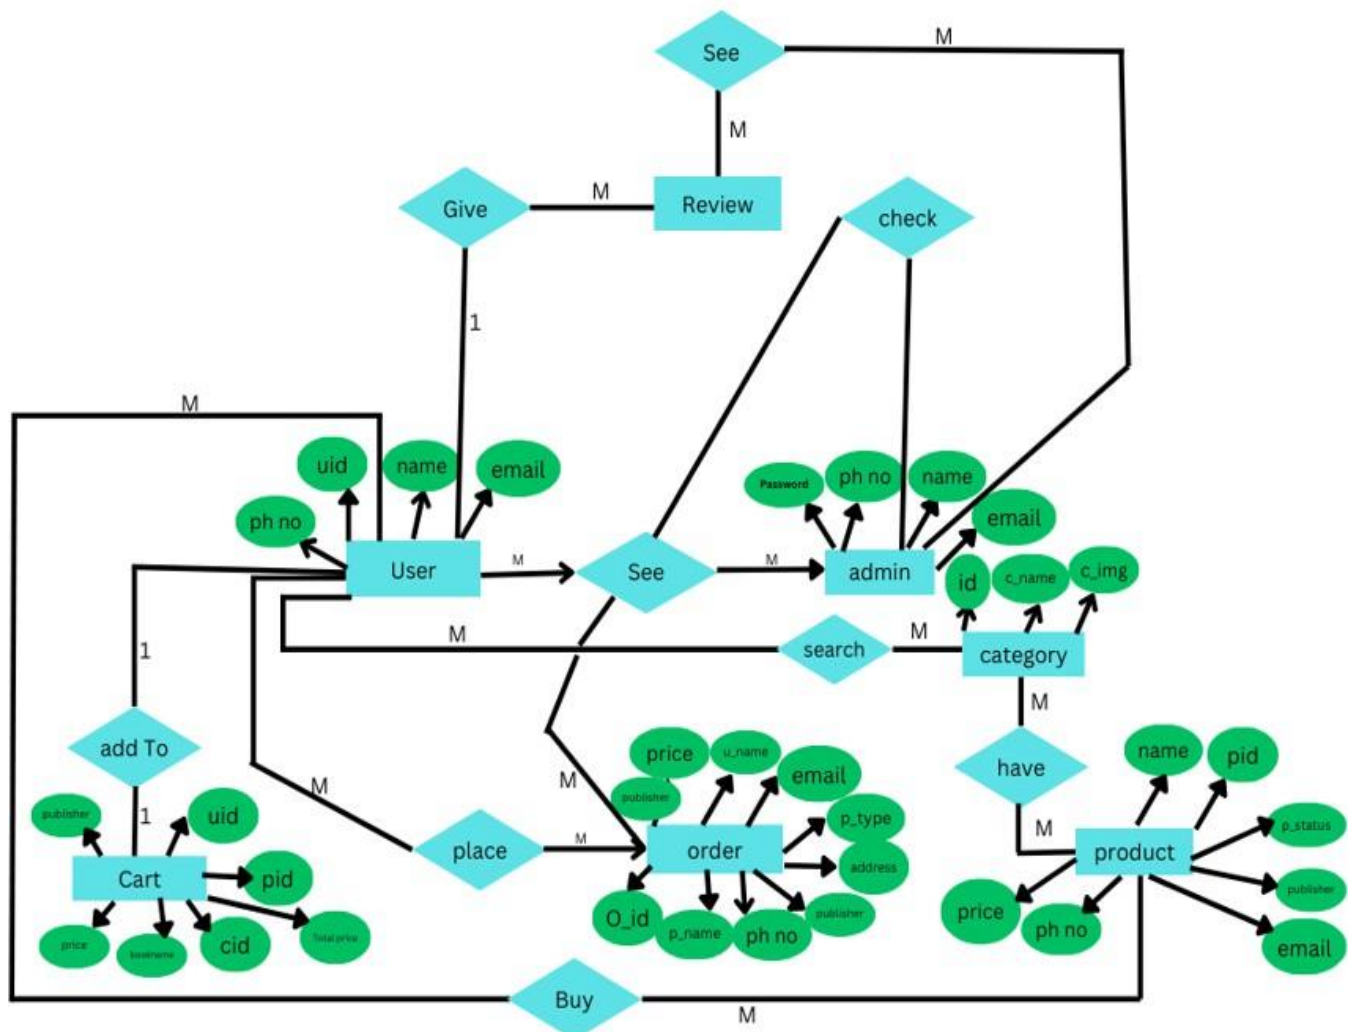 See
M
M
Give
M
Review
check
1
M
uid
name
email
ph no
Password
ph no
name
email
User
M
See
M
admin
id
c_name
c_img
M
search
M
category
1
M
add To
have
M
M
price
u_name
email
publisher
name
pid
publisher
uid
1
M
place
M
order
p_type
address
M
product
p_status
publisher
Cart
pid
price
bookname
cid
Total price
O_id
p_name
ph no
publisher
price
ph no
email
Buy
M